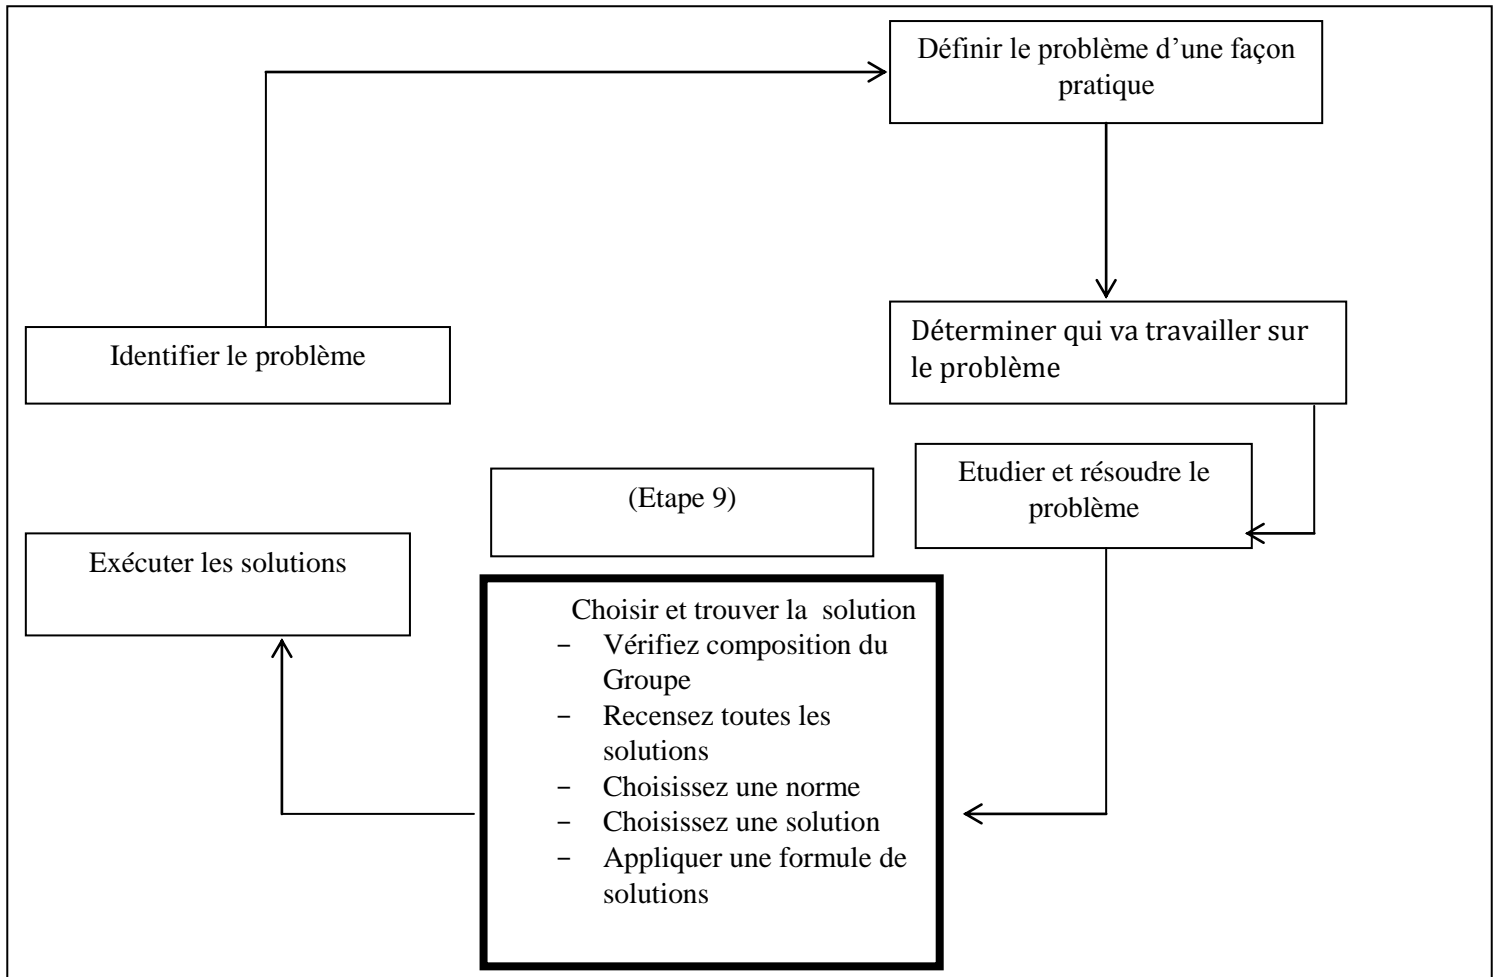 Définir le problème d’une façon
pratique
Identifier le problème
Déterminer qui va travailler sur
le problème
Etudier et résoudre le
problème
(Etape 9)
Exécuter les solutions
Choisir et trouver la solution
- Vérifiez composition du
Groupe
- Recensez toutes les
solutions
- Choisissez une norme
- Choisissez une solution
- Appliquer une formule de
solutions